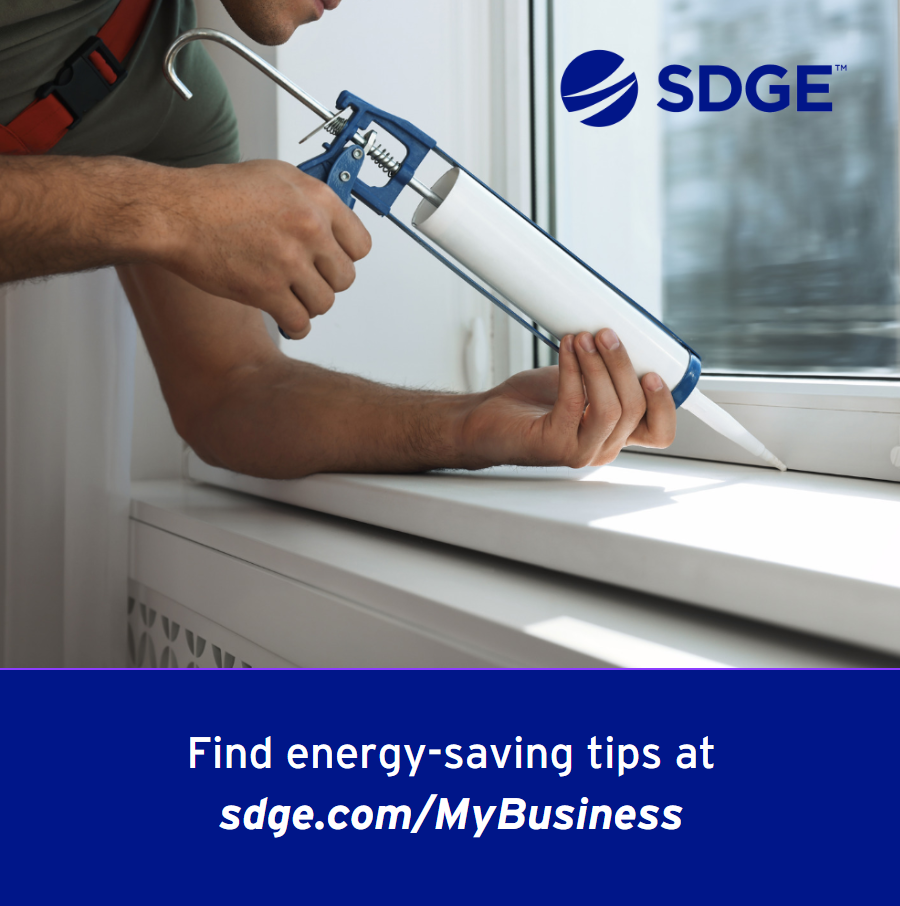 SDGE™
Find energy-saving tips at
sdge.com/MyBusiness